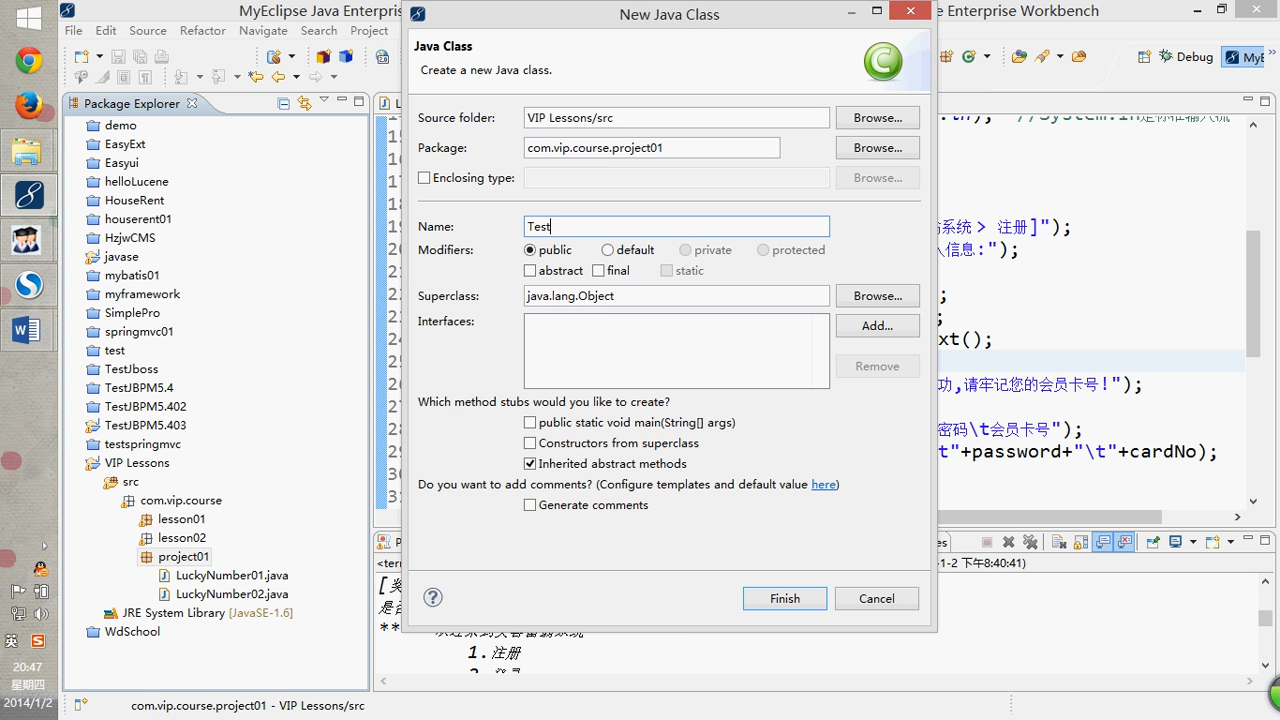 MyEclipse Java Enterpris
New Java Class
e Enterprise Workbench
File Edit Source Refactor Navigate Search Project
Debug MyE
Package Explorer
demo
EasyExt
Easyui
helloLucene
HouseRent
houserent01
HzjwCMS
javase
mybatis01
myframework
SimplePro
springmvc01
test
TestJboss
TestJBPM5.4
TestJBPM5.402
TestJBPM5.403
testspringmvc
VIP Lessons
src
com.vip.course
lesson01
lesson02
project01
LuckyNumber01.java
LuckyNumber02.java
JRE System Library [JavaSE-1.6]
WdSchool
Java Class
Create a new Java class.
Source folder: VIP Lessons/src Browse...
Package: com.vip.course.project01 Browse...
Enclosing type: Browse...
Name: Test
Modifiers: public default private protected
abstract final static
Superclass: java.lang.Object Browse...
Interfaces: Add...
Remove
Which method stubs would you like to create?
public static void main(String[] args)
Constructors from superclass
Inherited abstract methods
Do you want to add comments? (Configure templates and default value here)
Generate comments
Finish Cancel
系统 > 注册]");
信息:");
xt();
功,请牢记您的会员卡号!");
密码\t会员卡号");
t"+password+"\t"+cardNo);
-1-2 下午8:40:41)
1.注册
英
20:47
星期四
2014/1/2
com.vip.course.project01 - VIP Lessons/src